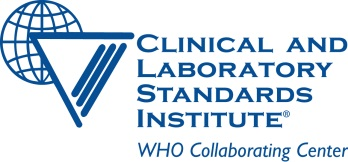 CLINICAL AND
LABORATORY
STANDARDS
INSTITUTE®
WHO Collaborating Center